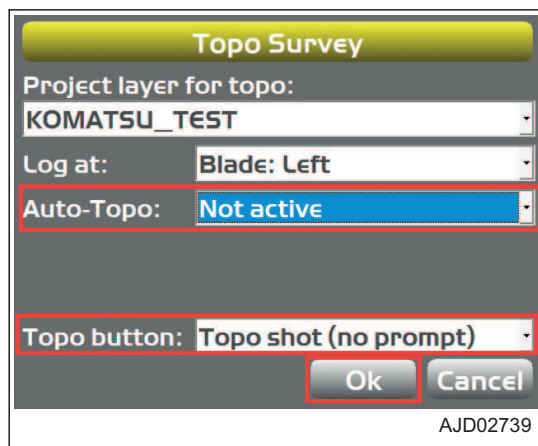 Topo Survey
Project layer for topo:
KOMATSU_TEST
Log at: Blade: Left
Auto-Topo: Not active
Topo button: Topo shot (no prompt)
Ok Cancel
AJD02739